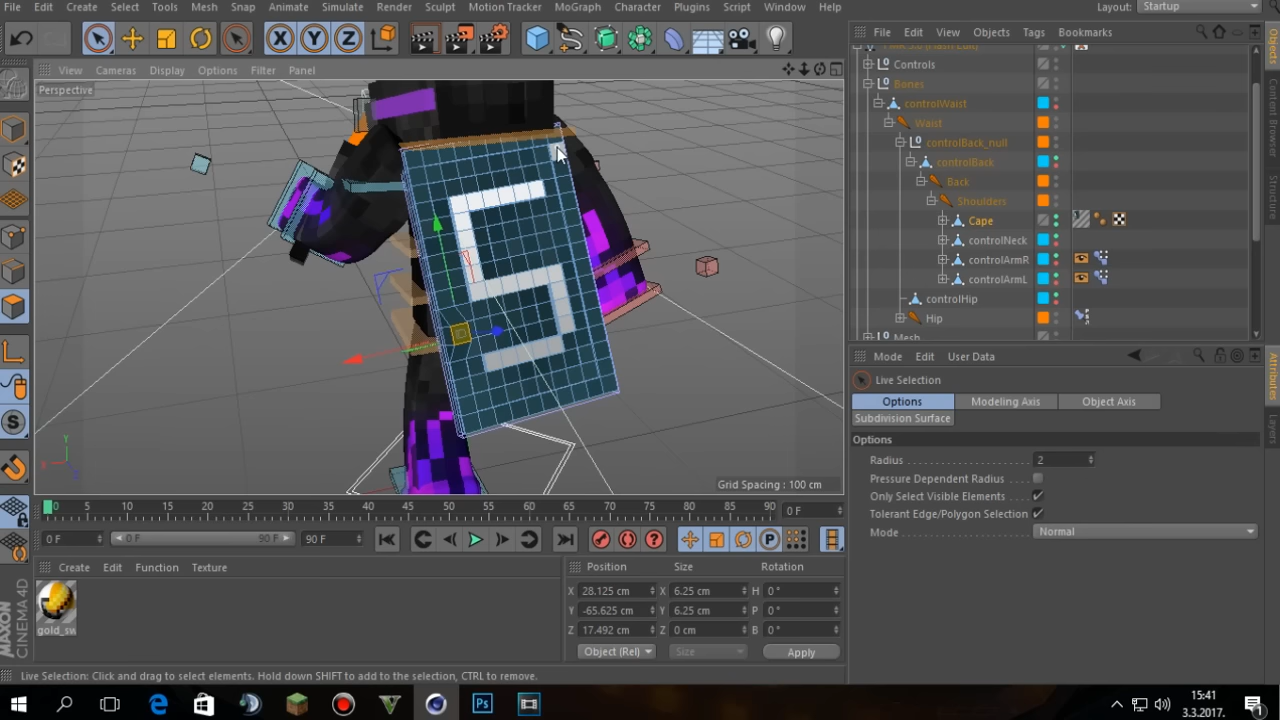 File Edit Create Select Tools Mesh Snap Animate Simulate Render Sculpt Motion Tracker MoGraph Character Plugins Script Window Help Layout: Startup
View Cameras Display Options Filter Panel
Perspective
Grid Spacing : 100 cm
File Edit View Objects Tags Bookmarks
Controls
Bones
controlWaist
Waist
controlBack_null
controlBack
Back
Shoulders
Cape
controlNeck
controlArmR
controlArmL
controlHip
Hip
Mesh
Objects
Content Browser
Structure
Mode Edit User Data
Live Selection
Options Modeling Axis Object Axis
Subdivision Surface
Options
Radius 2
Pressure Dependent Radius
Only Select Visible Elements
Tolerant Edge/Polygon Selection
Mode Normal
Attributes
Layers
0 5 10 15 20 25 30 35 40 45 50 55 60 65 70 75 80 85 90 0 F
0 F 0 F 90 F 90 F
Create Edit Function Texture
gold_sw
Position Size Rotation
X 28.125 cm X 6.25 cm H 0 °
Y -65.625 cm Y 6.25 cm P 0 °
Z 17.492 cm Z 0 cm B 0 °
Object (Rel) Size Apply
MAXON
CINEMA 4D
Live Selection: Click and drag to select elements. Hold down SHIFT to add to the selection, CTRL to remove.
15:41
3.3.2017.